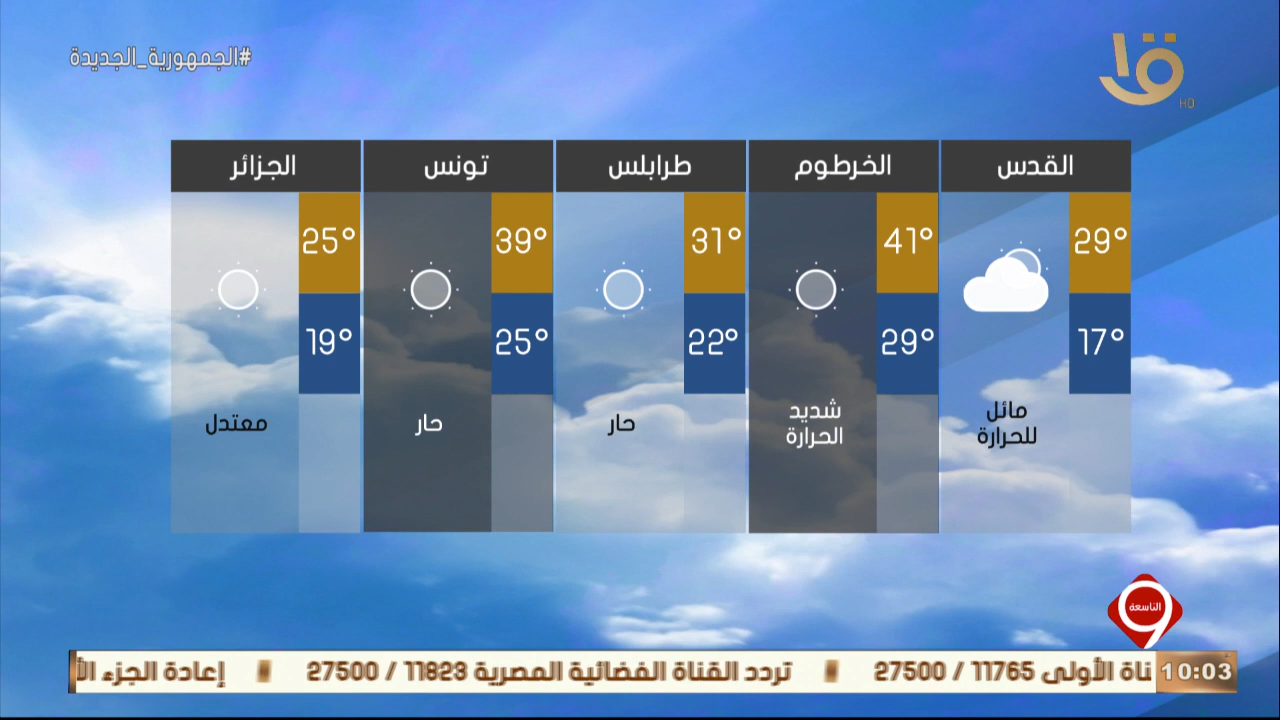 #الجمهورية_الجديدة
HD
القدس
29°
17°
مائل
للحرارة
الخرطوم
41°
29°
شديد
الحرارة
طرابلس
31°
22°
حار
تونس
39°
25°
حار
الجزائر
25°
19°
معتدل
التاسعة
9
10:03
ناة الأولى 11765 / 27500 تردد القناة الفضائية المصرية 11823 / 27500 إعادة الجزء